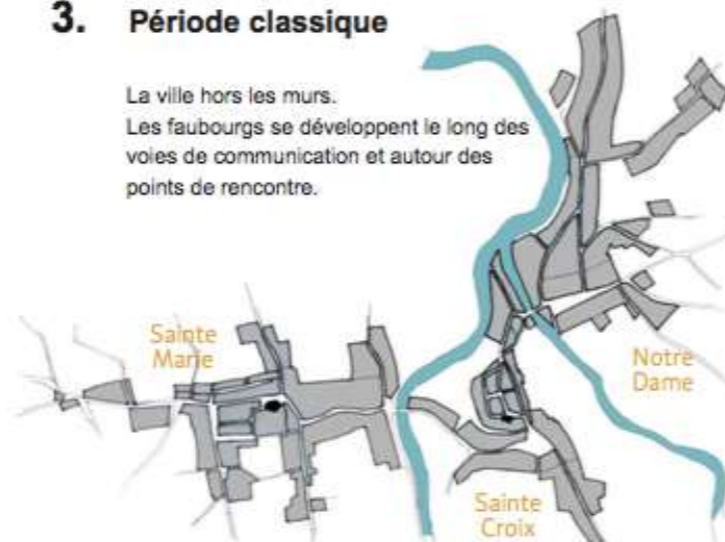 3. Période classique
La ville hors les murs.
Les faubourgs se développent le long des
voies de communication et autour des
points de rencontre.
Sainte
Marie
Notre
Dame
Sainte
Croix